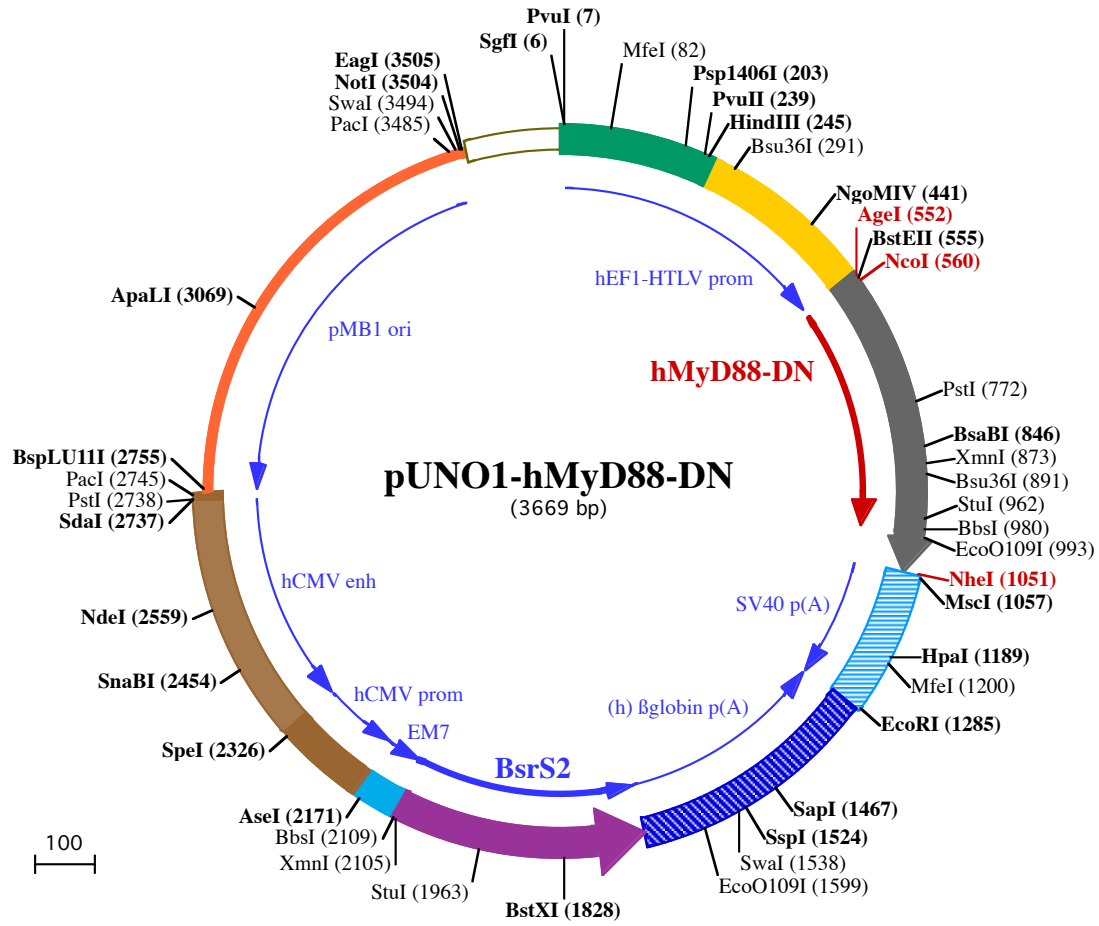 PvuI (7)
SgfI (6)
MfeI (82)
EagI (3505)
Psp1406I (203)
NotI (3504)
PvuII (239)
SwaI (3494)
HindIII (245)
PacI (3485)
Bsu36I (291)
NgoMIV (441)
AgeI (552)
BstEII (555)
NcoI (560)
hEF1-HTLV prom
ApaLI (3069)
pMB1 ori
hMyD88-DN
PstI (772)
BsaBI (846)
XmnI (873)
Bsu36I (891)
StuI (962)
BbsI (980)
EcoO109I (993)
BspLU11I (2755)
PacI (2745)
PstI (2738)
SdaI (2737)
pUNO1-hMyD88-DN
(3669 bp)
NheI (1051)
MscI (1057)
hCMV enh
SV40 p(A)
NdeI (2559)
HpaI (1189)
MfeI (1200)
SnaBI (2454)
hCMV prom
(h) ßglobin p(A)
EcoRI (1285)
EM7
SpeI (2326)
BsrS2
AseI (2171)
SapI (1467)
BbsI (2109)
SspI (1524)
XmnI (2105)
SwaI (1538)
StuI (1963)
EcoO109I (1599)
BstXI (1828)
100